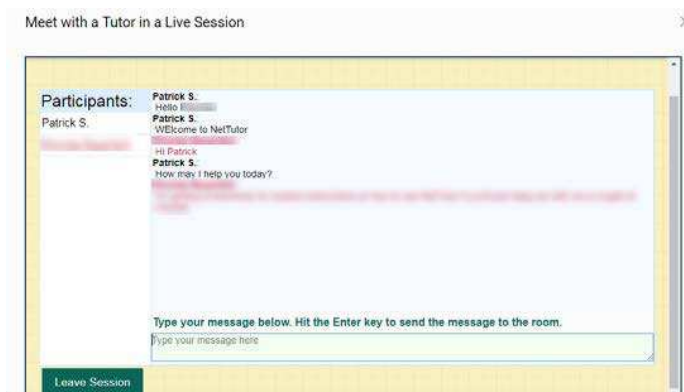 Meet with a Tutor in a Live Session
Participants:
Patrick S.
Patrick S.
Hello
Patrick S.
WElcome to NetTutor
Hi Patrick
Patrick S.
How may I help you today?
Type your message below. Hit the Enter key to send the message to the room.
Type your message here
Leave Session